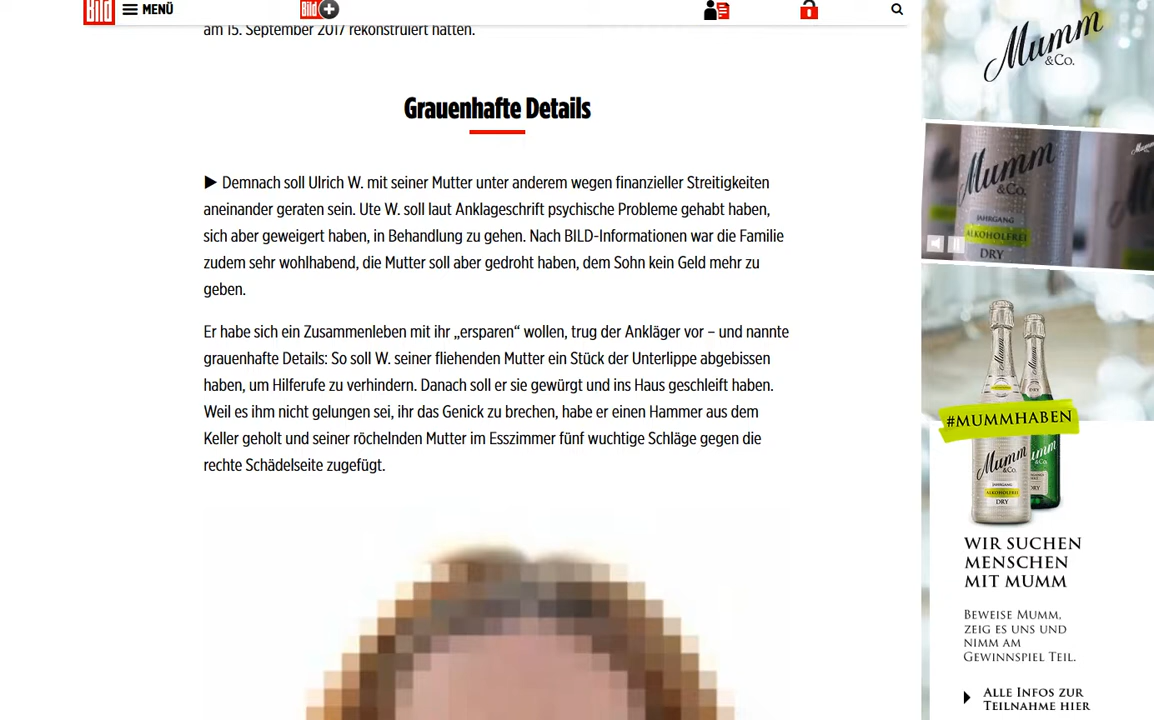 Bild
MENÜ
Bild +
am 15. September 2017 rekonstruiert hatten.
Grauenhafte Details
▶ Demnach soll Ulrich W. mit seiner Mutter unter anderem wegen finanzieller Streitigkeiten
aneinander geraten sein. Ute W. soll laut Anklageschrift psychische Probleme gehabt haben,
sich aber geweigert haben, in Behandlung zu gehen. Nach BILD-Informationen war die Familie
zudem sehr wohlhabend, die Mutter soll aber gedroht haben, dem Sohn kein Geld mehr zu
geben.
Er habe sich ein Zusammenleben mit ihr „ersparen“ wollen, trug der Ankläger vor – und nannte
grauenhafte Details: So soll W. seiner fliehenden Mutter ein Stück der Unterlippe abgebissen
haben, um Hilferufe zu verhindern. Danach soll er sie gewürgt und ins Haus geschleift haben.
Weil es ihm nicht gelungen sei, ihr das Genick zu brechen, habe er einen Hammer aus dem
Keller geholt und seiner röchelnden Mutter im Esszimmer fünf wuchtige Schläge gegen die
rechte Schädelseite zugefügt.
Mumm
&Co.
Mumm
&Co.
JAHRGANG
ALKOHOLFREI
DRY
#MUMMHABEN
Mumm
&Co.
JAHRGANG
ALKOHOLFREI
DRY
WIR SUCHEN
MENSCHEN
MIT MUMM
BEWEISE MUMM,
ZEIG ES UNS UND
NIMM AM
GEWINNSPIEL TEIL.
ALLE INFOS ZUR
TEILNAHME HIER